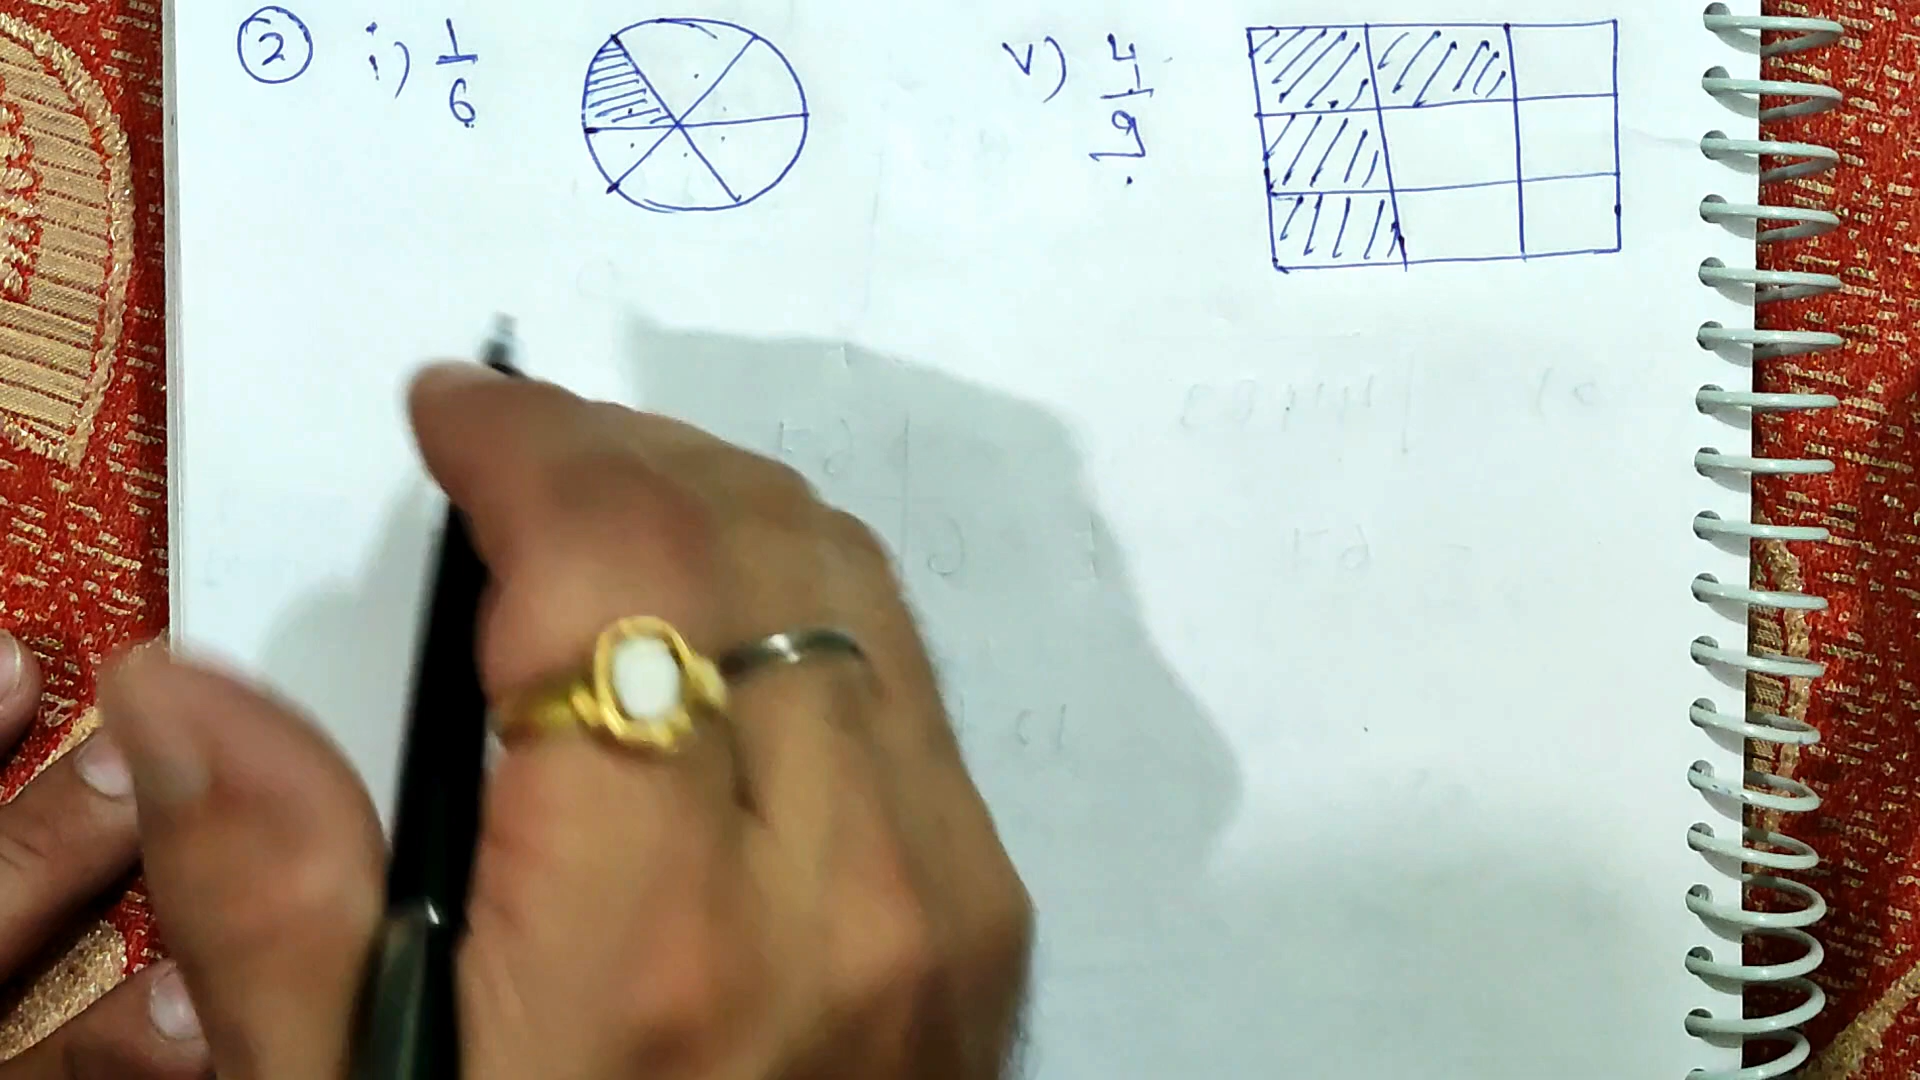 ② i) 1/6
v) 4/9